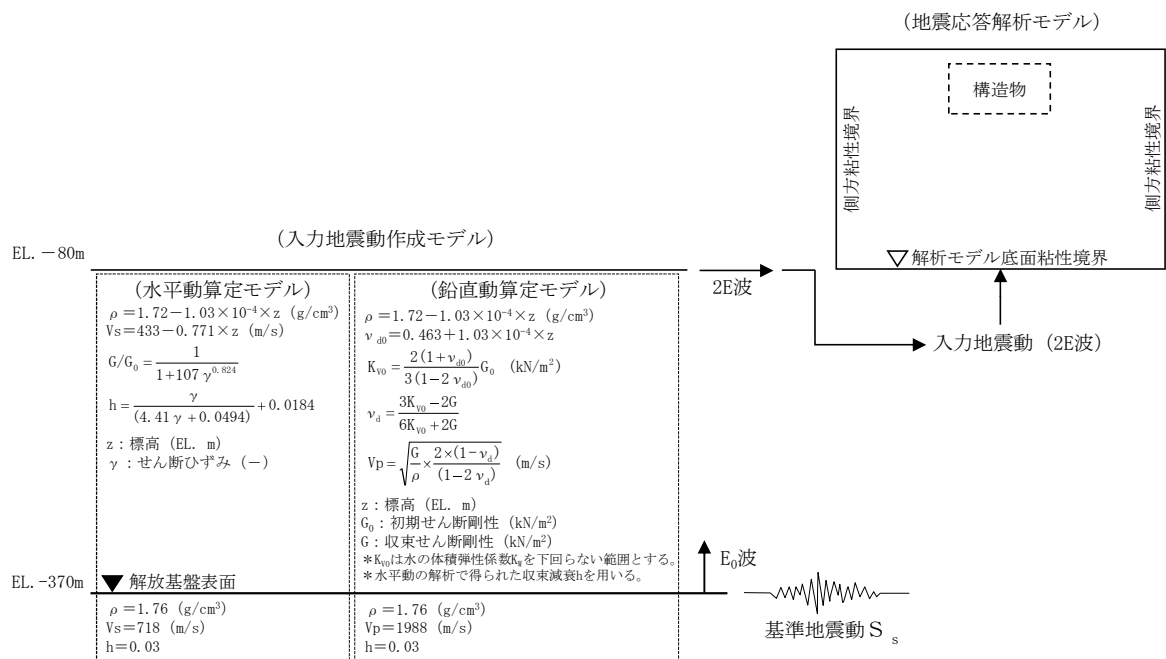 (地震応答解析モデル)
構造物
側方粘性境界
側方粘性境界
▽解析モデル底面粘性境界
(入力地震動作成モデル)
EL.-80m
2E波
入力地震動(2E波)
(水平動算定モデル)
ρ=1.72-1.03×10⁻⁴×z (g/cm³)
Vs=433-0.771×z (m/s)
G/G₀=1/(1+107γ^0.824)
h=γ/(4.41γ+0.0494)+0.0184
z:標高(EL. m)
γ:せん断ひずみ(-)
(鉛直動算定モデル)
ρ=1.72-1.03×10⁻⁴×z (g/cm³)
ν_d0=0.463+1.03×10⁻⁴×z
K_V0=2(1+ν_d0)/3(1-2ν_d0) G₀ (kN/m²)
ν_d=(3K_V0-2G)/(6K_V0+2G)
Vp=√(G/ρ×2×(1-ν_d)/(1-2ν_d)) (m/s)
z:標高(EL. m)
G₀:初期せん断剛性(kN/m²)
G:収束せん断剛性(kN/m²)
*K_V0は水の体積弾性係数K_Wを下回らない範囲とする。
*水平動の解析で得られた収束減衰hを用いる。
E₀波
EL.-370m
▼解放基盤表面
ρ=1.76 (g/cm³)
Vs=718 (m/s)
h=0.03
ρ=1.76 (g/cm³)
Vp=1988 (m/s)
h=0.03
基準地震動Ss